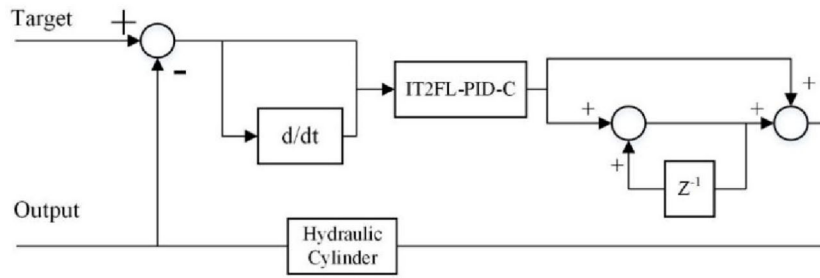 Target
+
-
d/dt
IT2FL-PID-C
+
+
+
+
Z⁻¹
Output
Hydraulic
Cylinder